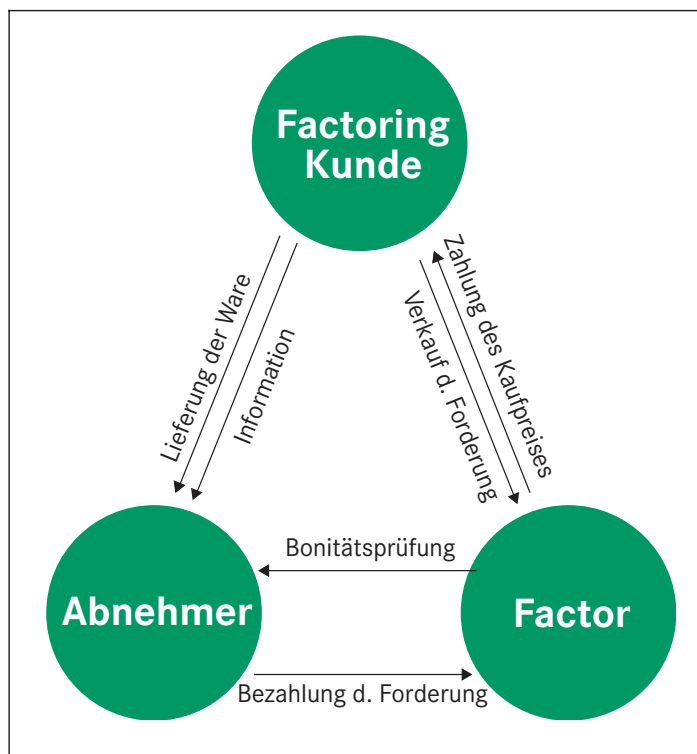 Factoring
Kunde
Lieferung der Ware
Information
Verkauf d. Forderung
Zahlung des Kaufpreises
Bonitätsprüfung
Abnehmer
Factor
Bezahlung d. Forderung